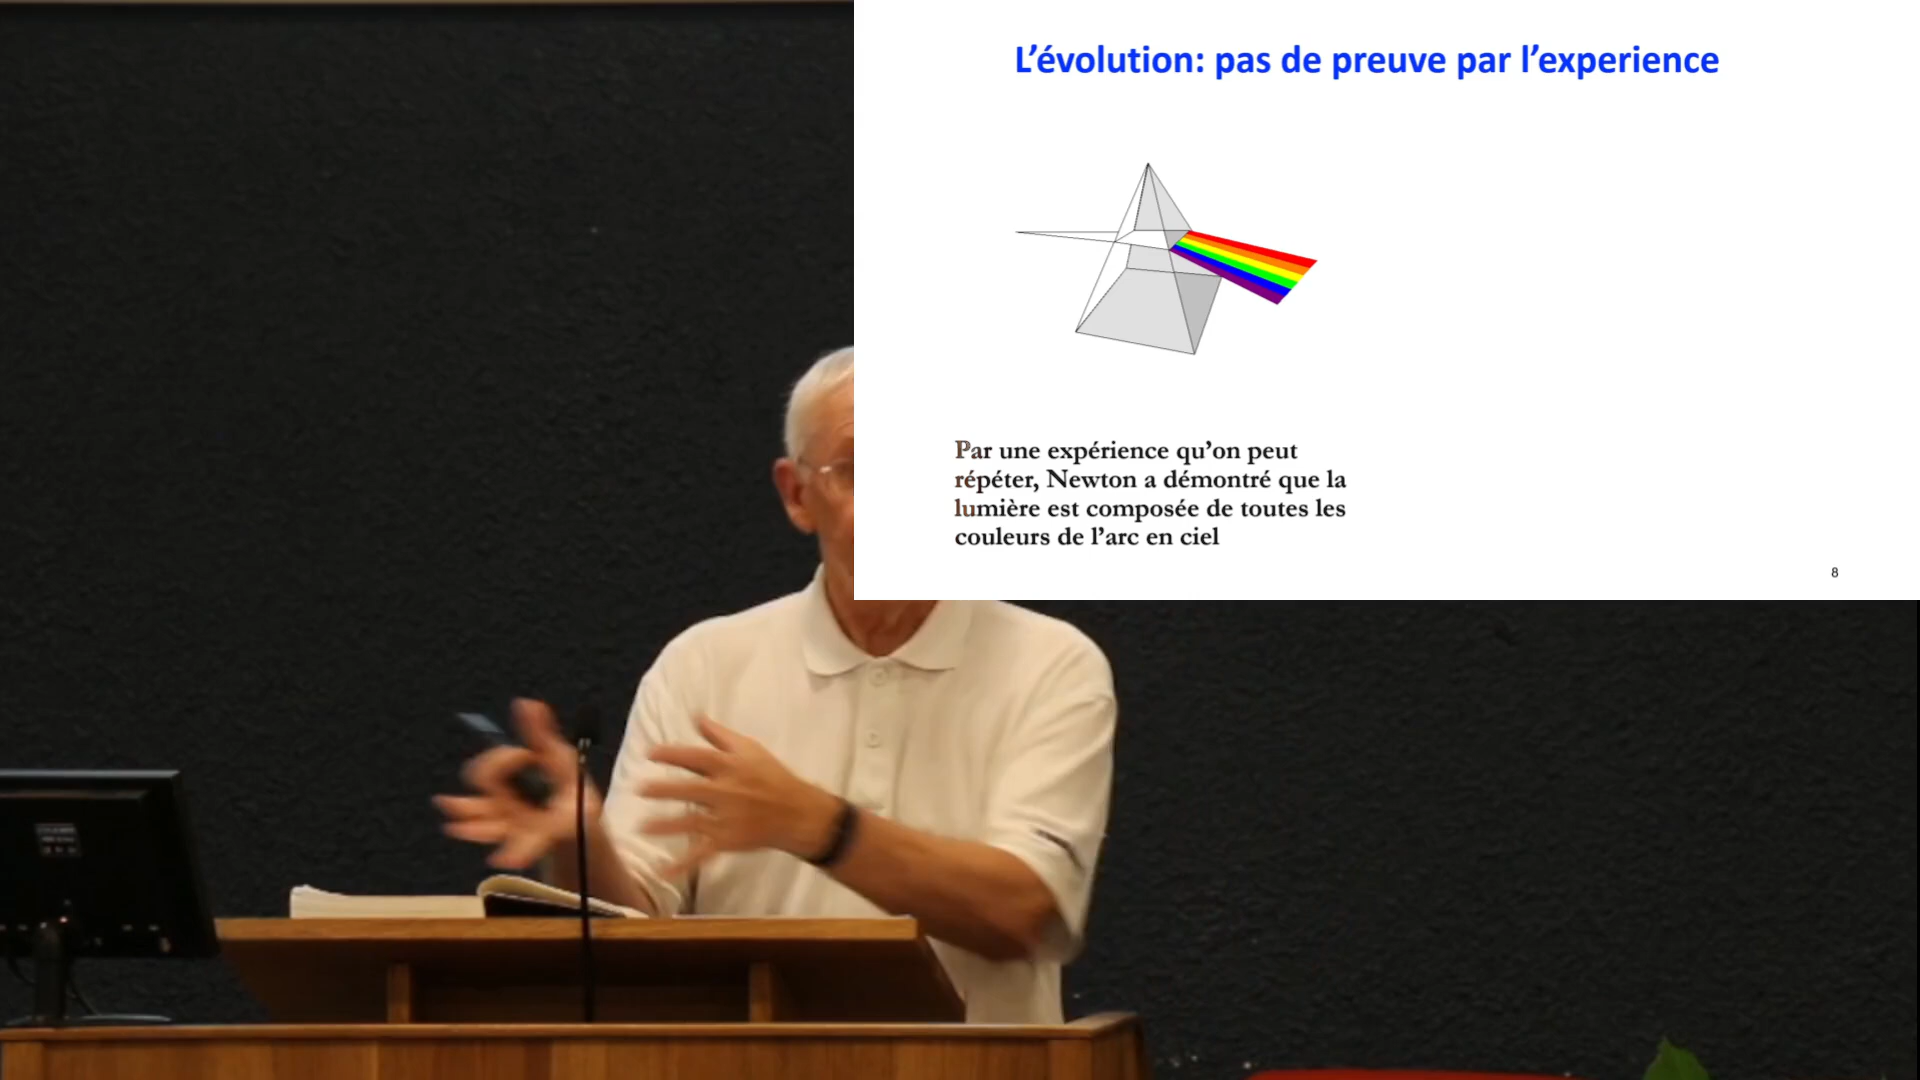 L’évolution: pas de preuve par l’experience
Par une expérience qu’on peut
répéter, Newton a démontré que la
lumière est composée de toutes les
couleurs de l’arc en ciel
8